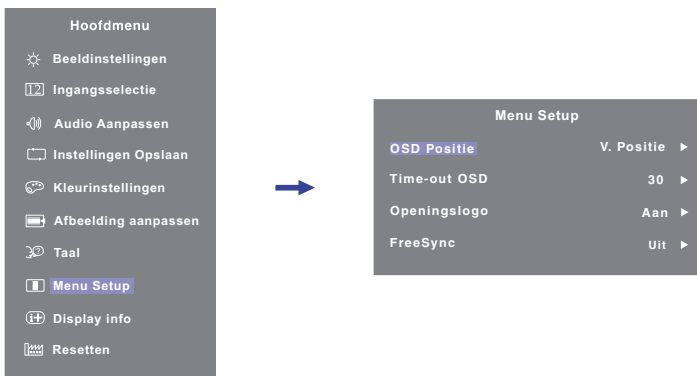 Hoofdmenu
Beeldinstellingen
12 Ingangsselectie
Audio Aanpassen
Instellingen Opslaan
Kleurinstellingen
Afbeelding aanpassen
Taal
Menu Setup
Display info
Resetten
Menu Setup
OSD Positie V. Positie
Time-out OSD 30
Openingslogo Aan
FreeSync Uit